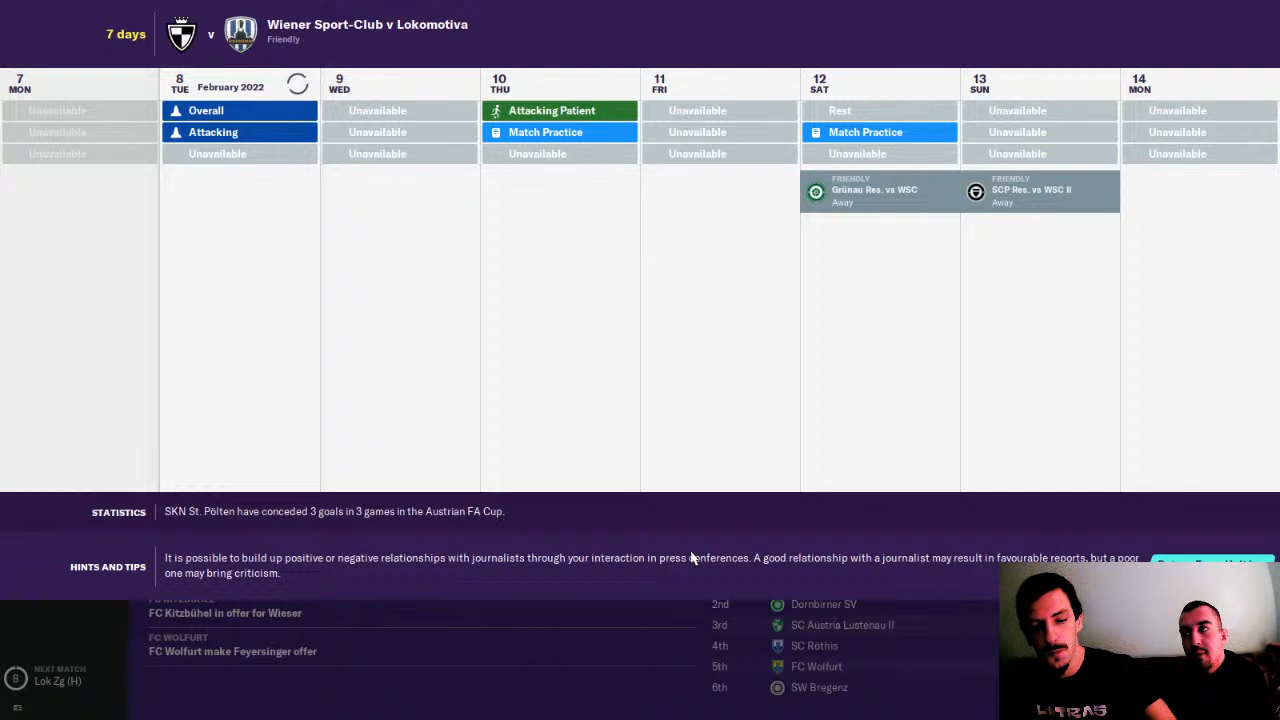 7 days
v
Wiener Sport-Club v Lokomotiva
Friendly
7
MON
8
TUE
February 2022
9
WED
10
THU
11
FRI
12
SAT
13
SUN
14
MON
Unavailable
Overall
Unavailable
Attacking Patient
Unavailable
Rest
Unavailable
Unavailable
Unavailable
Attacking
Unavailable
Match Practice
Unavailable
Match Practice
Unavailable
Unavailable
Unavailable
Unavailable
Unavailable
Unavailable
Unavailable
Unavailable
Unavailable
Unavailable
FRIENDLY
Grünau Res. vs WSC
Away
FRIENDLY
SCP Res. vs WSC II
Away
STATISTICS
SKN St. Pölten have conceded 3 goals in 3 games in the Austrian FA Cup.
HINTS AND TIPS
It is possible to build up positive or negative relationships with journalists through your interaction in press conferences. A good relationship with a journalist may result in favourable reports, but a poor
one may bring criticism.
FC Kitzbühel in offer for Wieser
FC WOLFURT
FC Wolfurt make Feyersinger offer
2nd Dornbirner SV
3rd SC Austria Lustenau II
4th SC Röthis
5th FC Wolfurt
6th SW Bregenz
8
NEXT MATCH
Lok Zg (H)